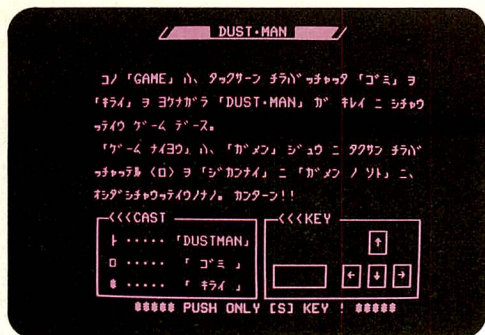 DUST・MAN
コノ「GAME」ハ、タックサーン チラバッチャッタ「ゴミ」ヲ
「キライ」ヲ ヨケナガラ「DUST・MAN」ガ キレイ ニ シチャウ
ッテイウ ゲーム デース。
「ゲーム ナイヨウ」ハ、「ガメン」ジュウ ニ タクサン チラバ
ッチャッテル〈ロ〉ヲ「ジカンナイ」ニ「ガメン ノ ソト」ニ、
オシダシチャウッテイウノナノ。カンターン!!
<<<CAST
ト・・・・・「DUSTMAN」
ロ・・・・・「 ゴミ 」
・・・・・「 キライ 」
<<<KEY
↑
← ↓ →
PUSH ONLY [S] KEY !